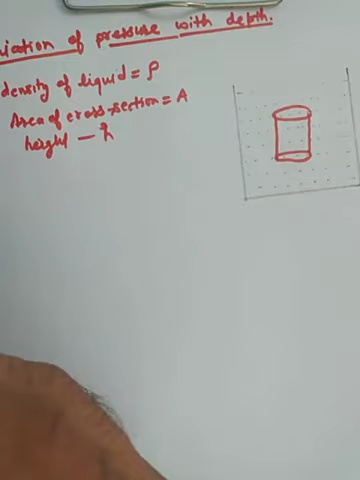 of pressure with depth.
density of liquid = ρ
Area of cross-section = A
height — h